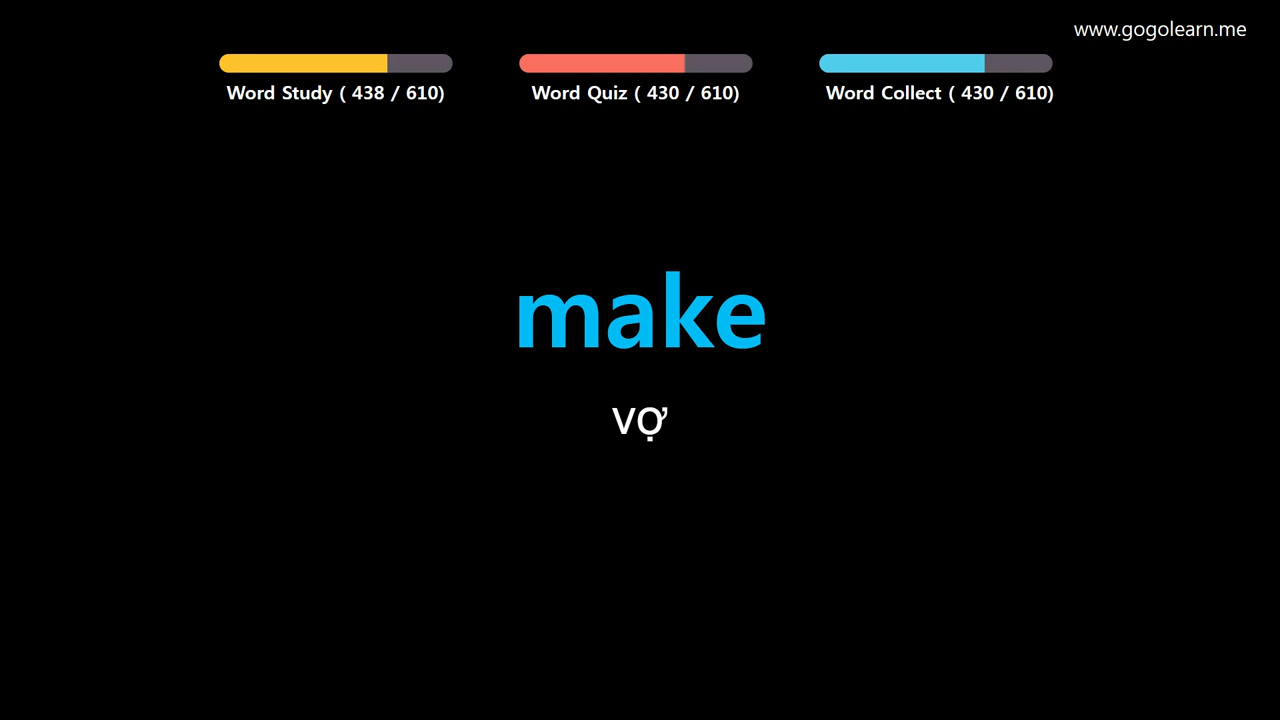 www.gogolearn.me
Word Study ( 438 / 610)
Word Quiz ( 430 / 610)
Word Collect ( 430 / 610)
make
vợ